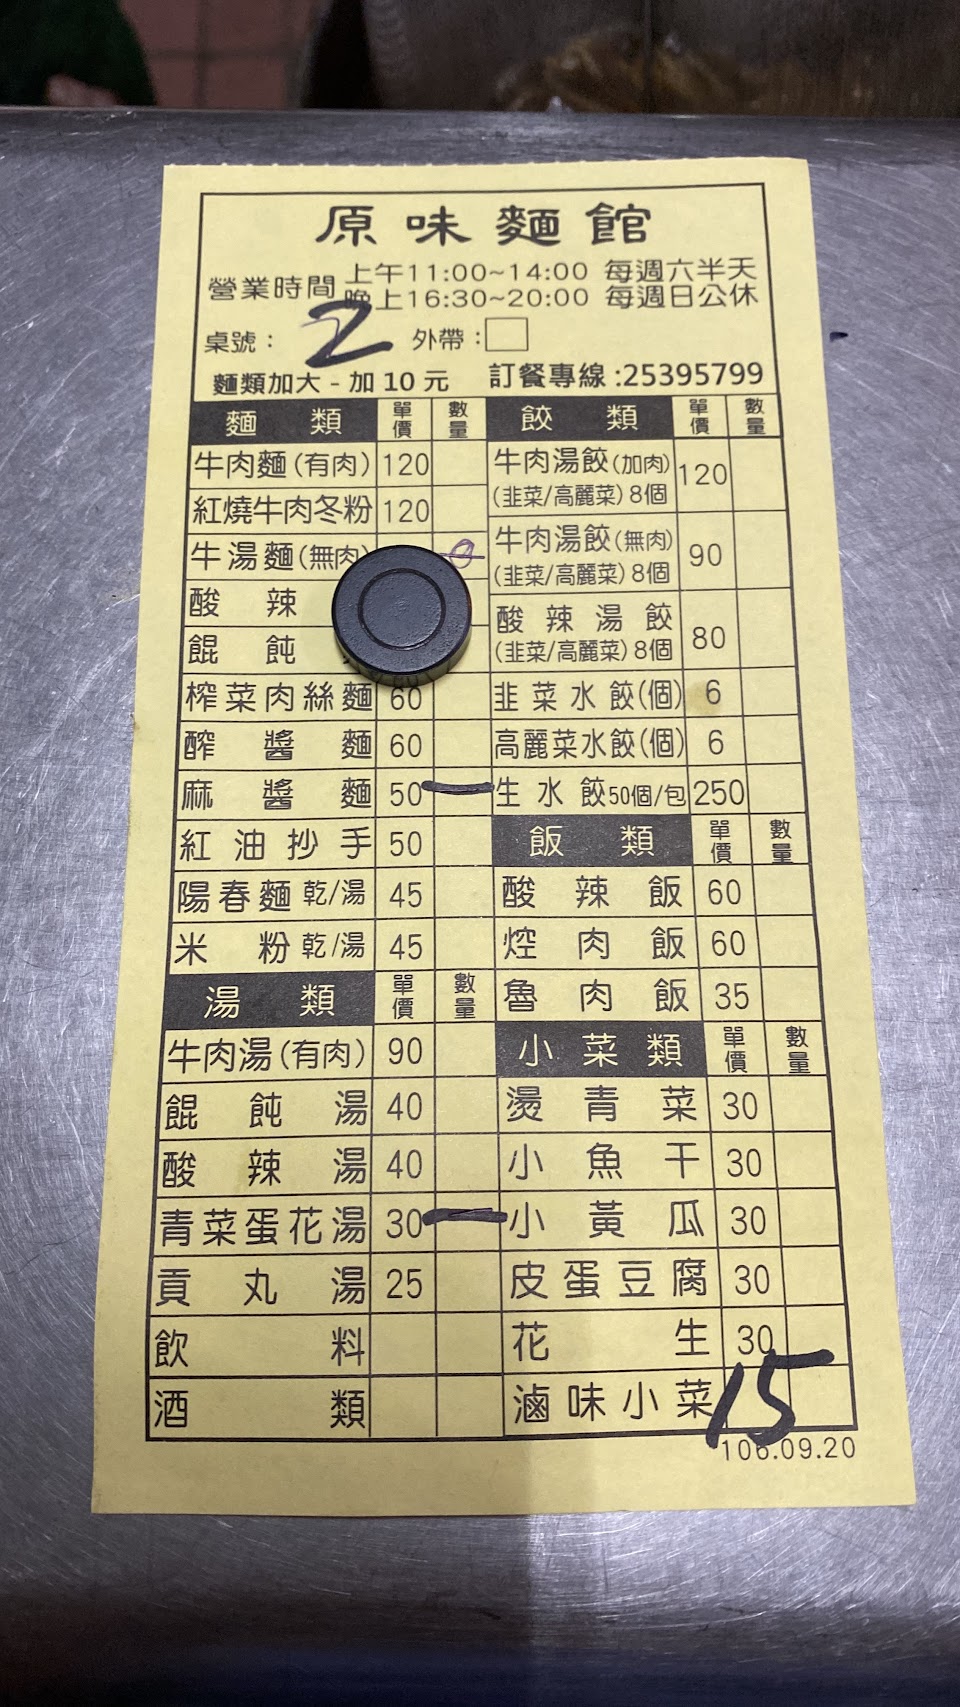 原味麵館
營業時間 上午11:00~14:00 每週六半天
晚上16:30~20:00 每週日公休
桌號： 2 外帶：
麵類加大 - 加 10 元 訂餐專線 :25395799
麵類 單價 數量
牛肉麵(有肉) 120
紅燒牛肉冬粉 120
牛湯麵(無肉)
酸辣
餛飩
榨菜肉絲麵 60
醡醬麵 60
麻醬麵 50 一
紅油抄手 50
陽春麵 乾/湯 45
米粉 乾/湯 45
湯類 單價 數量
牛肉湯(有肉) 90
餛飩湯 40
酸辣湯 40
青菜蛋花湯 30 一
貢丸湯 25
飲料
酒類
餃類 單價 數量
牛肉湯餃(加肉)
(韭菜/高麗菜) 8個 120
牛肉湯餃(無肉)
(韭菜/高麗菜) 8個 90
酸辣湯餃
(韭菜/高麗菜) 8個 80
韭菜水餃(個) 6
高麗菜水餃(個) 6
生水餃50個/包 250
飯類 單價 數量
酸辣飯 60
焢肉飯 60
魯肉飯 35
小菜類 單價 數量
燙青菜 30
小魚干 30
小黃瓜 30
皮蛋豆腐 30
花生 30
滷味小菜 15
106.09.20